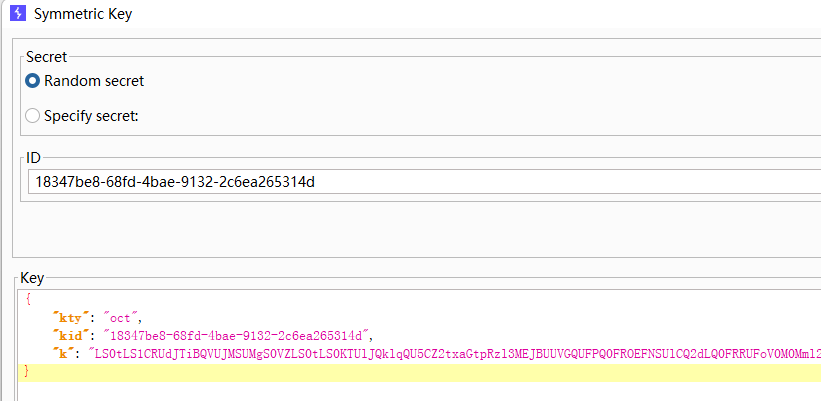 Symmetric Key
Secret
Random secret
Specify secret:
ID
18347be8-68fd-4bae-9132-2c6ea265314d
Key
{
"kty": "oct",
"kid": "18347be8-68fd-4bae-9132-2c6ea265314d",
"k": "LS0tLS1CRUdJTiBQVUJMSUMgS0VZLS0tLS0KTUlJQklqQU5CZ2txaGtpRzl3MEJBUUVGQUFPQ0FROEFNSUlCQ2dLQ0FRRUFoV0M0Mml2
}